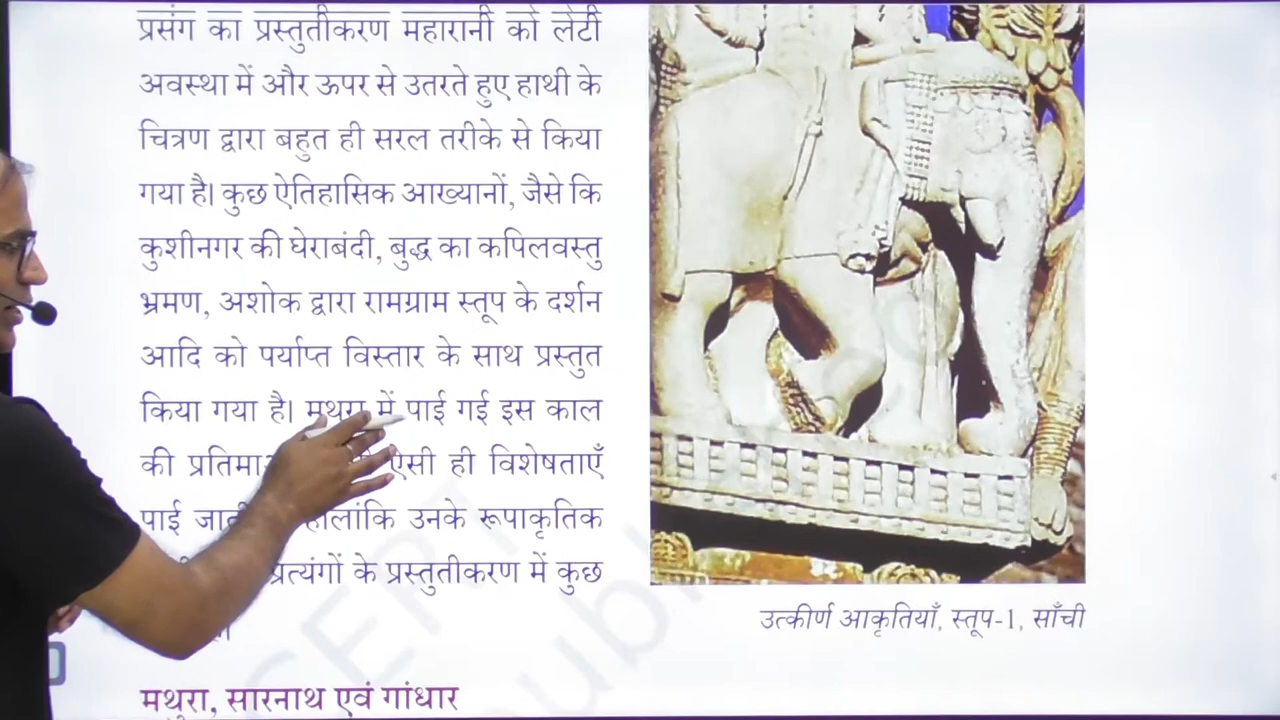 प्रसंग का प्रस्तुतीकरण महारानी को लेटी
अवस्था में और ऊपर से उतरते हुए हाथी के
चित्रण द्वारा बहुत ही सरल तरीके से किया
गया है। कुछ ऐतिहासिक आख्यानों, जैसे कि
कुशीनगर की घेराबंदी, बुद्ध का कपिलवस्तु
भ्रमण, अशोक द्वारा रामग्राम स्तूप के दर्शन
आदि को पर्याप्त विस्तार के साथ प्रस्तुत
किया गया है। मथुरा में पाई गई इस काल
की ऐसी ही विशेषताएँ
पाई उनके रूपाकृतिक
प्रत्यंगों के प्रस्तुतीकरण में कुछ
उत्कीर्ण आकृतियाँ, स्तूप-1, साँची
मथुरा, सारनाथ एवं गांधार